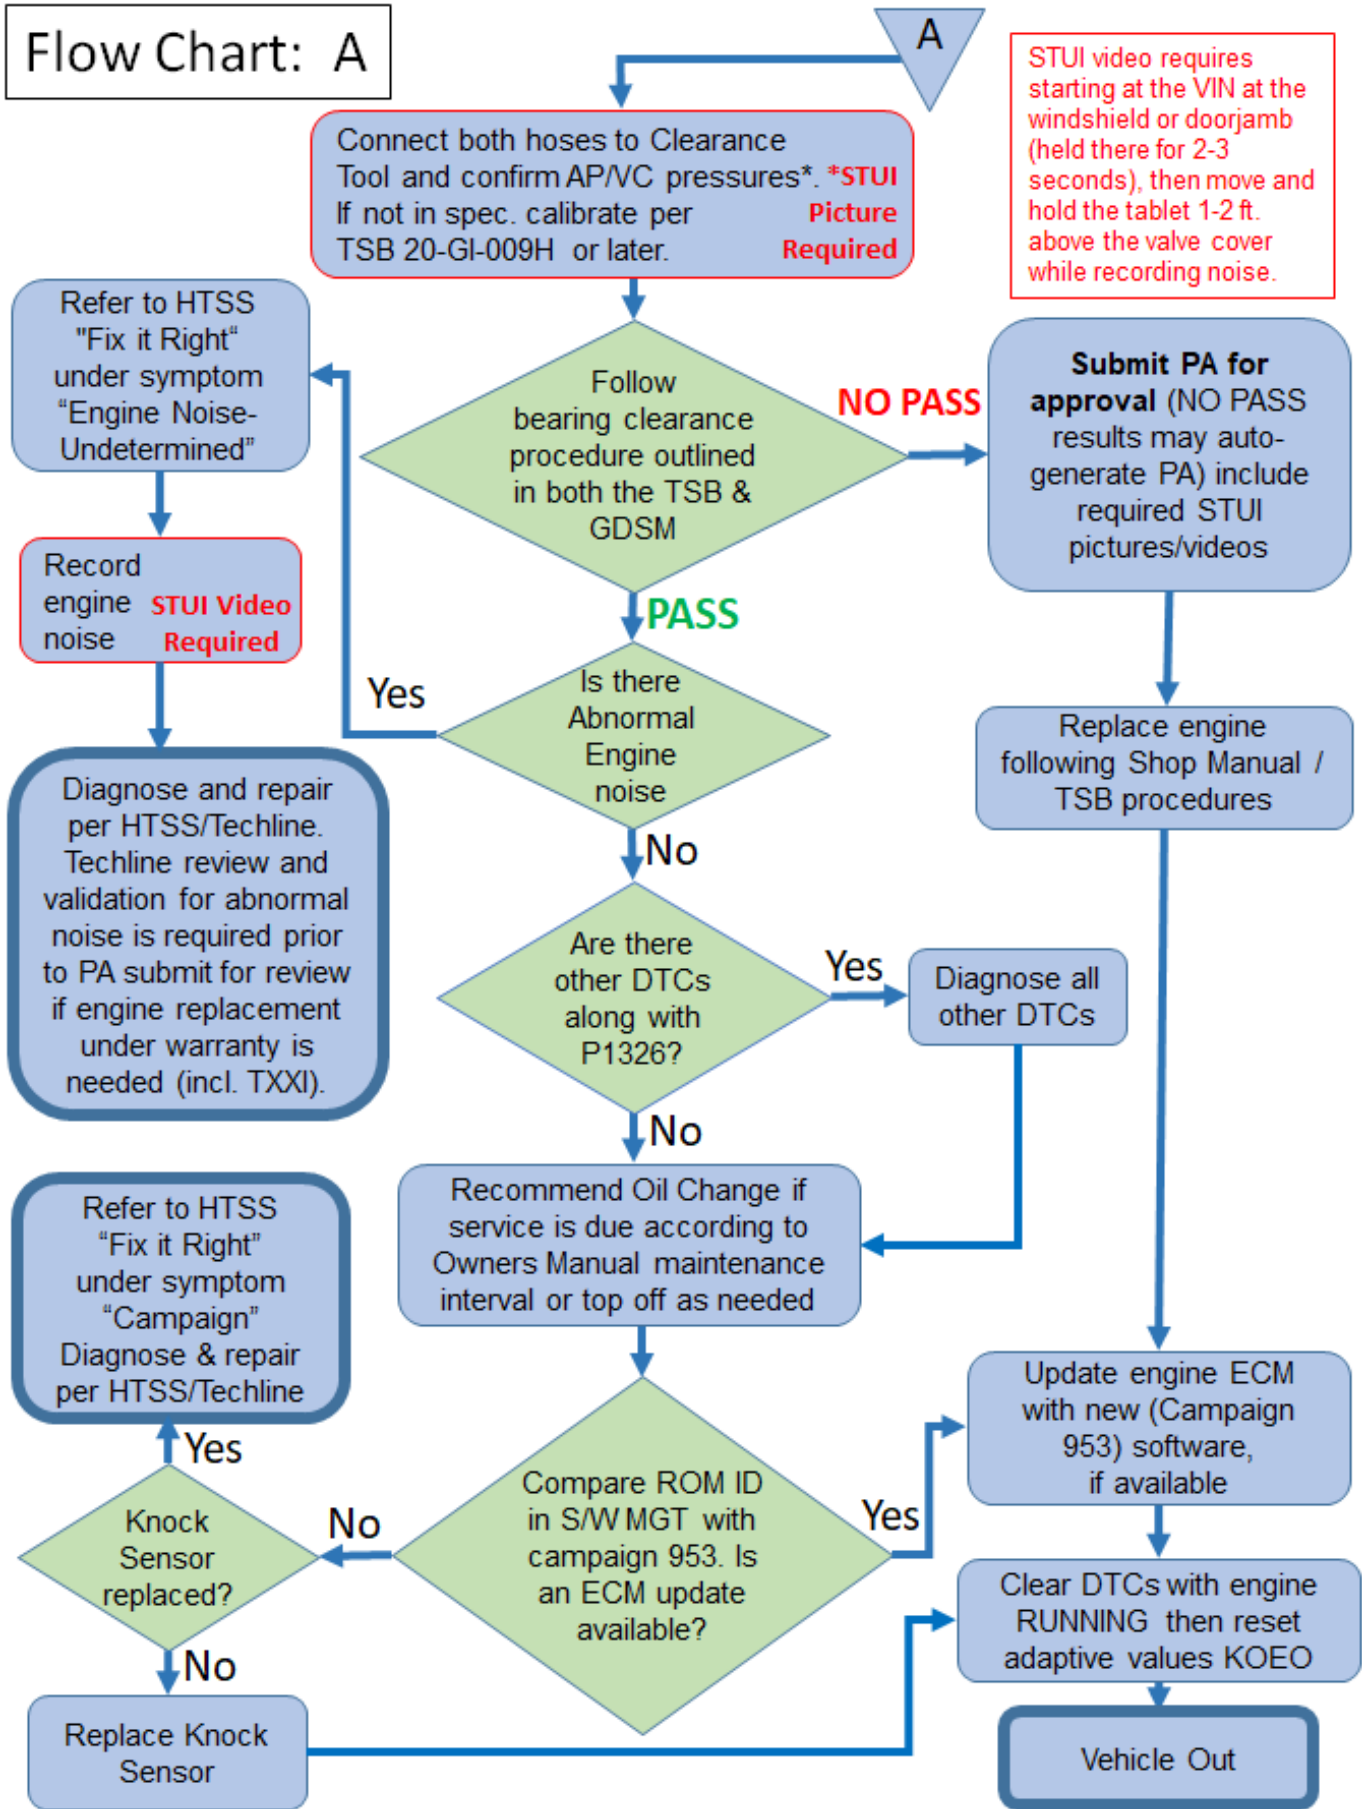 Flow Chart: A
A
STUI video requires
starting at the VIN at the
windshield or doorjamb
(held there for 2-3
seconds), then move and
hold the tablet 1-2 ft.
above the valve cover
while recording noise.
Connect both hoses to Clearance
Tool and confirm AP/VC pressures*. *STUI
If not in spec. calibrate per Picture
TSB 20-GI-009H or later. Required
Refer to HTSS
"Fix it Right“
under symptom
“Engine Noise-
Undetermined”
Follow
bearing clearance
procedure outlined
in both the TSB &
GDSM
NO PASS
Submit PA for
approval (NO PASS
results may auto-
generate PA) include
required STUI
pictures/videos
Record
engine STUI Video
noise Required
PASS
Is there
Abnormal
Engine
noise
Yes
No
Replace engine
following Shop Manual /
TSB procedures
Diagnose and repair
per HTSS/Techline.
Techline review and
validation for abnormal
noise is required prior
to PA submit for review
if engine replacement
under warranty is
needed (incl. TXXI).
Are there
other DTCs
along with
P1326?
Yes
Diagnose all
other DTCs
No
Recommend Oil Change if
service is due according to
Owners Manual maintenance
interval or top off as needed
Refer to HTSS
“Fix it Right”
under symptom
“Campaign”
Diagnose & repair
per HTSS/Techline
Yes
Knock
Sensor
replaced?
No
Compare ROM ID
in S/W MGT with
campaign 953. Is
an ECM update
available?
Yes
Update engine ECM
with new (Campaign
953) software,
if available
No
Replace Knock
Sensor
Clear DTCs with engine
RUNNING then reset
adaptive values KOEO
Vehicle Out